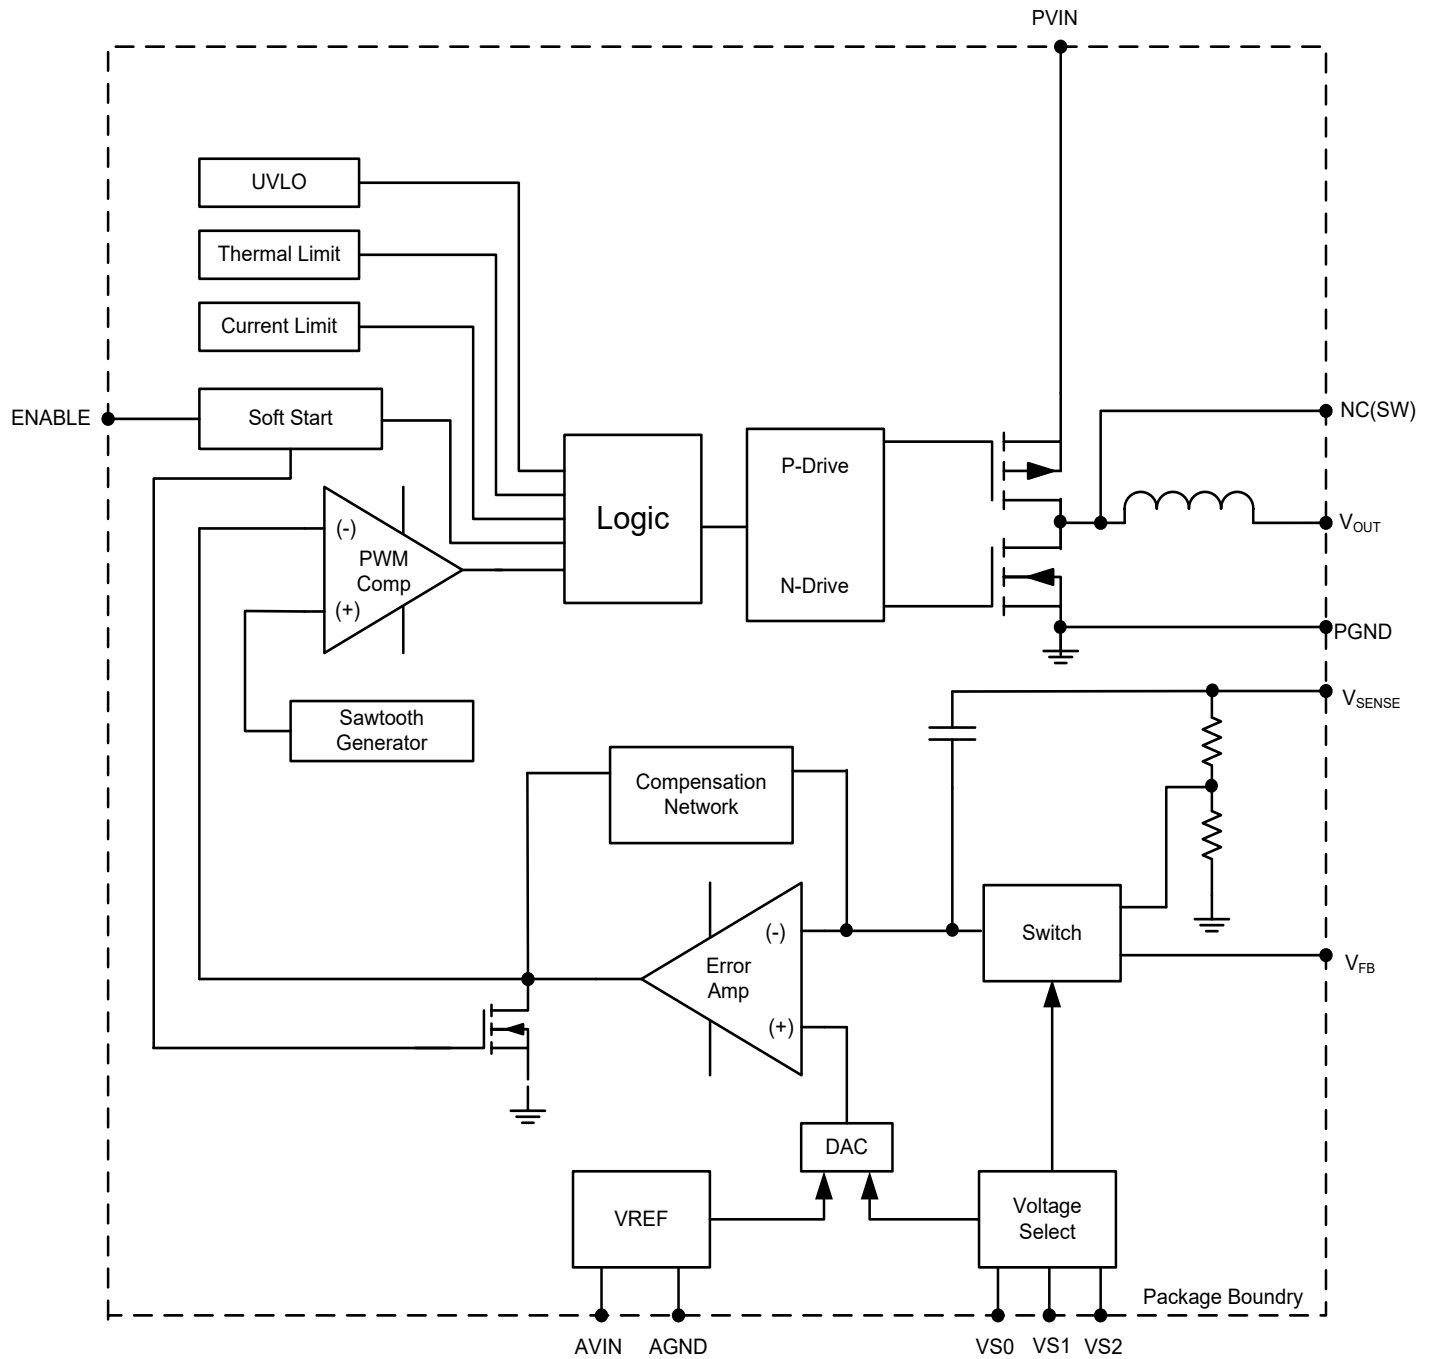 PVIN
UVLO
Thermal Limit
Current Limit
ENABLE
Soft Start
NC(SW)
P-Drive
Logic
(-)
PWM
Comp
(+)
N-Drive
VOUT
PGND
VSENSE
Sawtooth
Generator
Compensation
Network
(-)
Error
Amp
(+)
Switch
VFB
DAC
VREF
Voltage
Select
Package Boundry
AVIN
AGND
VS0
VS1
VS2